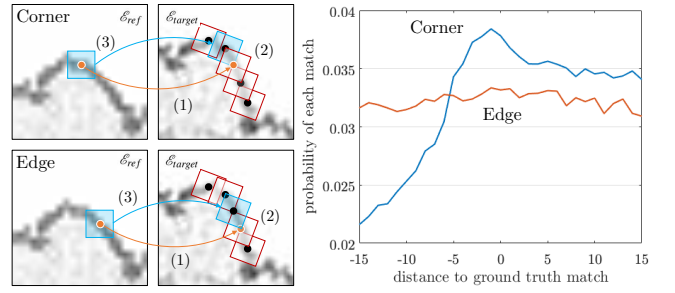 Corner
ℰref
(3)
(1)
ℰtarget
(2)
Edge
ℰref
(3)
(1)
ℰtarget
(2)
probability of each match
0.04
0.035
0.03
0.025
0.02
Corner
Edge
-15 -10 -5 0 5 10 15
distance to ground truth match